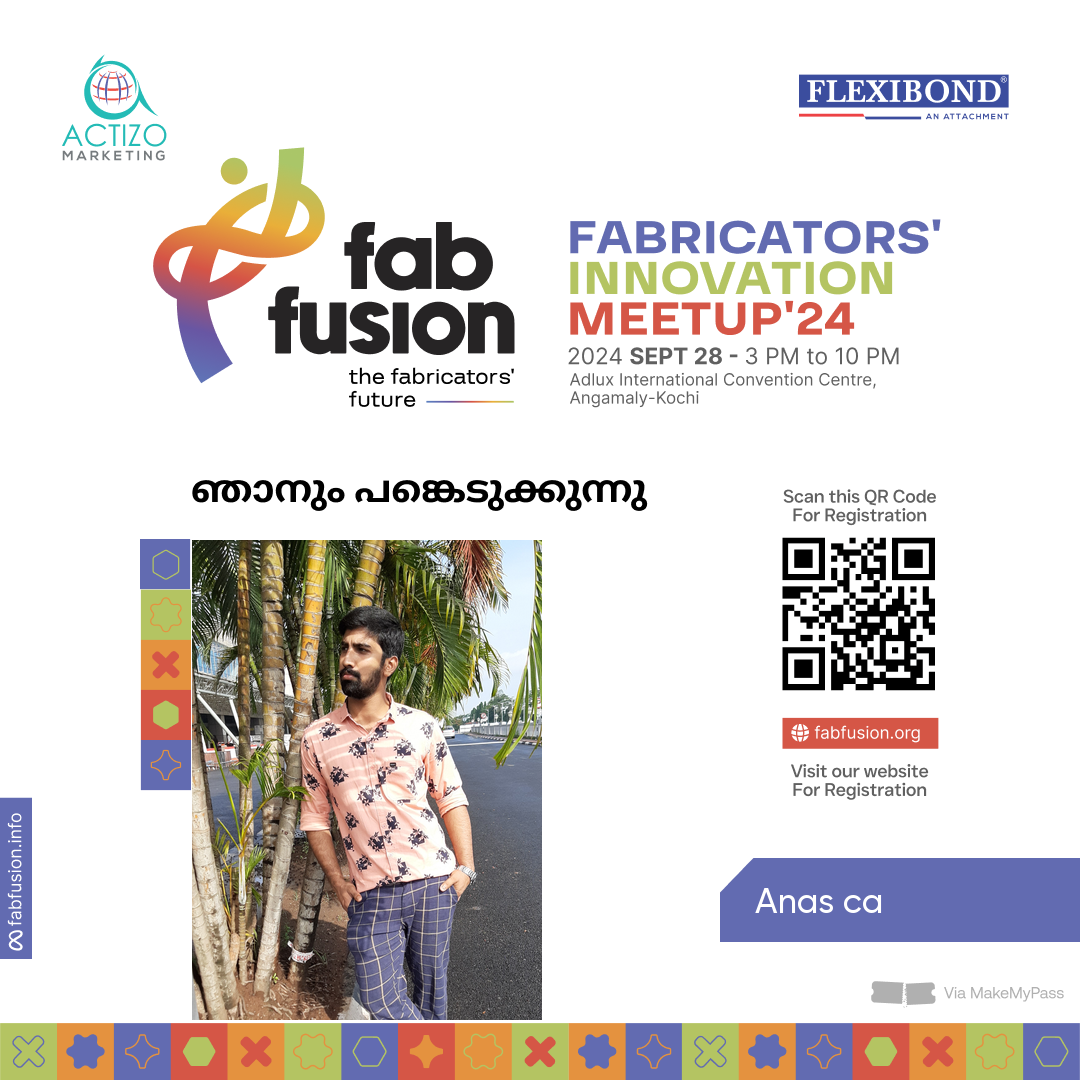 ACTIZO
MARKETING
FLEXIBOND®
AN ATTACHMENT
fab
fusion
the fabricators'
future
FABRICATORS'
INNOVATION
MEETUP'24
2024 SEPT 28 - 3 PM to 10 PM
Adlux International Convention Centre,
Angamaly-Kochi
ഞാനും പങ്കെടുക്കുന്നു
Scan this QR Code
For Registration
fabfusion.org
Visit our website
For Registration
fabfusion.info
Anas ca
Via MakeMyPass